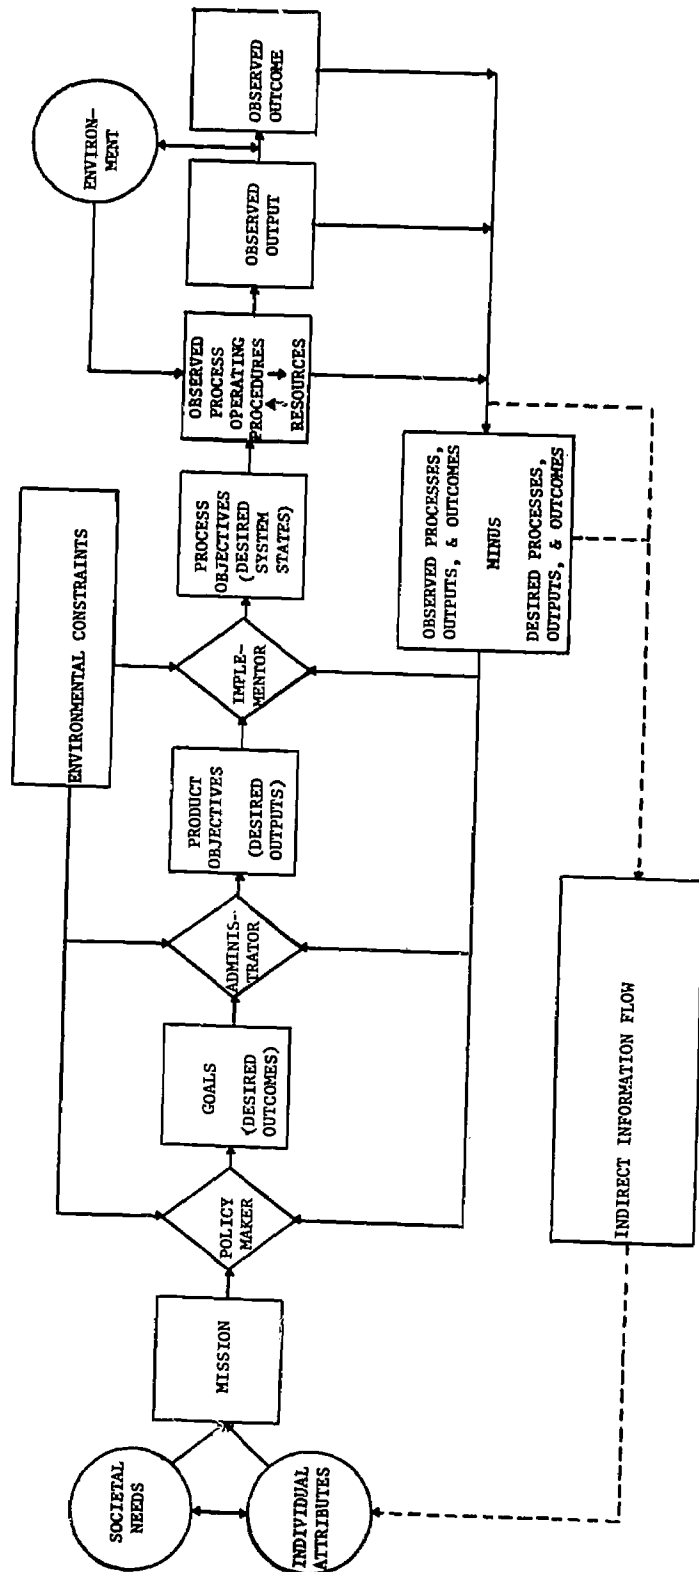 SOCIETAL
NEEDS
INDIVIDUAL
ATTRIBUTES
MISSION
POLICY
MAKER
GOALS
(DESIRED
OUTCOMES)
ADMINIS-
TRATOR
PRODUCT
OBJECTIVES
(DESIRED
OUTPUTS)
IMPLE-
MENTOR
PROCESS
OBJECTIVES
(DESIRED
SYSTEM
STATES)
ENVIRONMENTAL CONSTRAINTS
OBSERVED
PROCESS
OPERATING
PROCEDURES
RESOURCES
OBSERVED
OUTPUT
OBSERVED
OUTCOME
ENVIRON-
MENT
OBSERVED PROCESSES,
OUTPUTS, & OUTCOMES
MINUS
DESIRED PROCESSES,
OUTPUTS, & OUTCOMES
INDIRECT INFORMATION FLOW